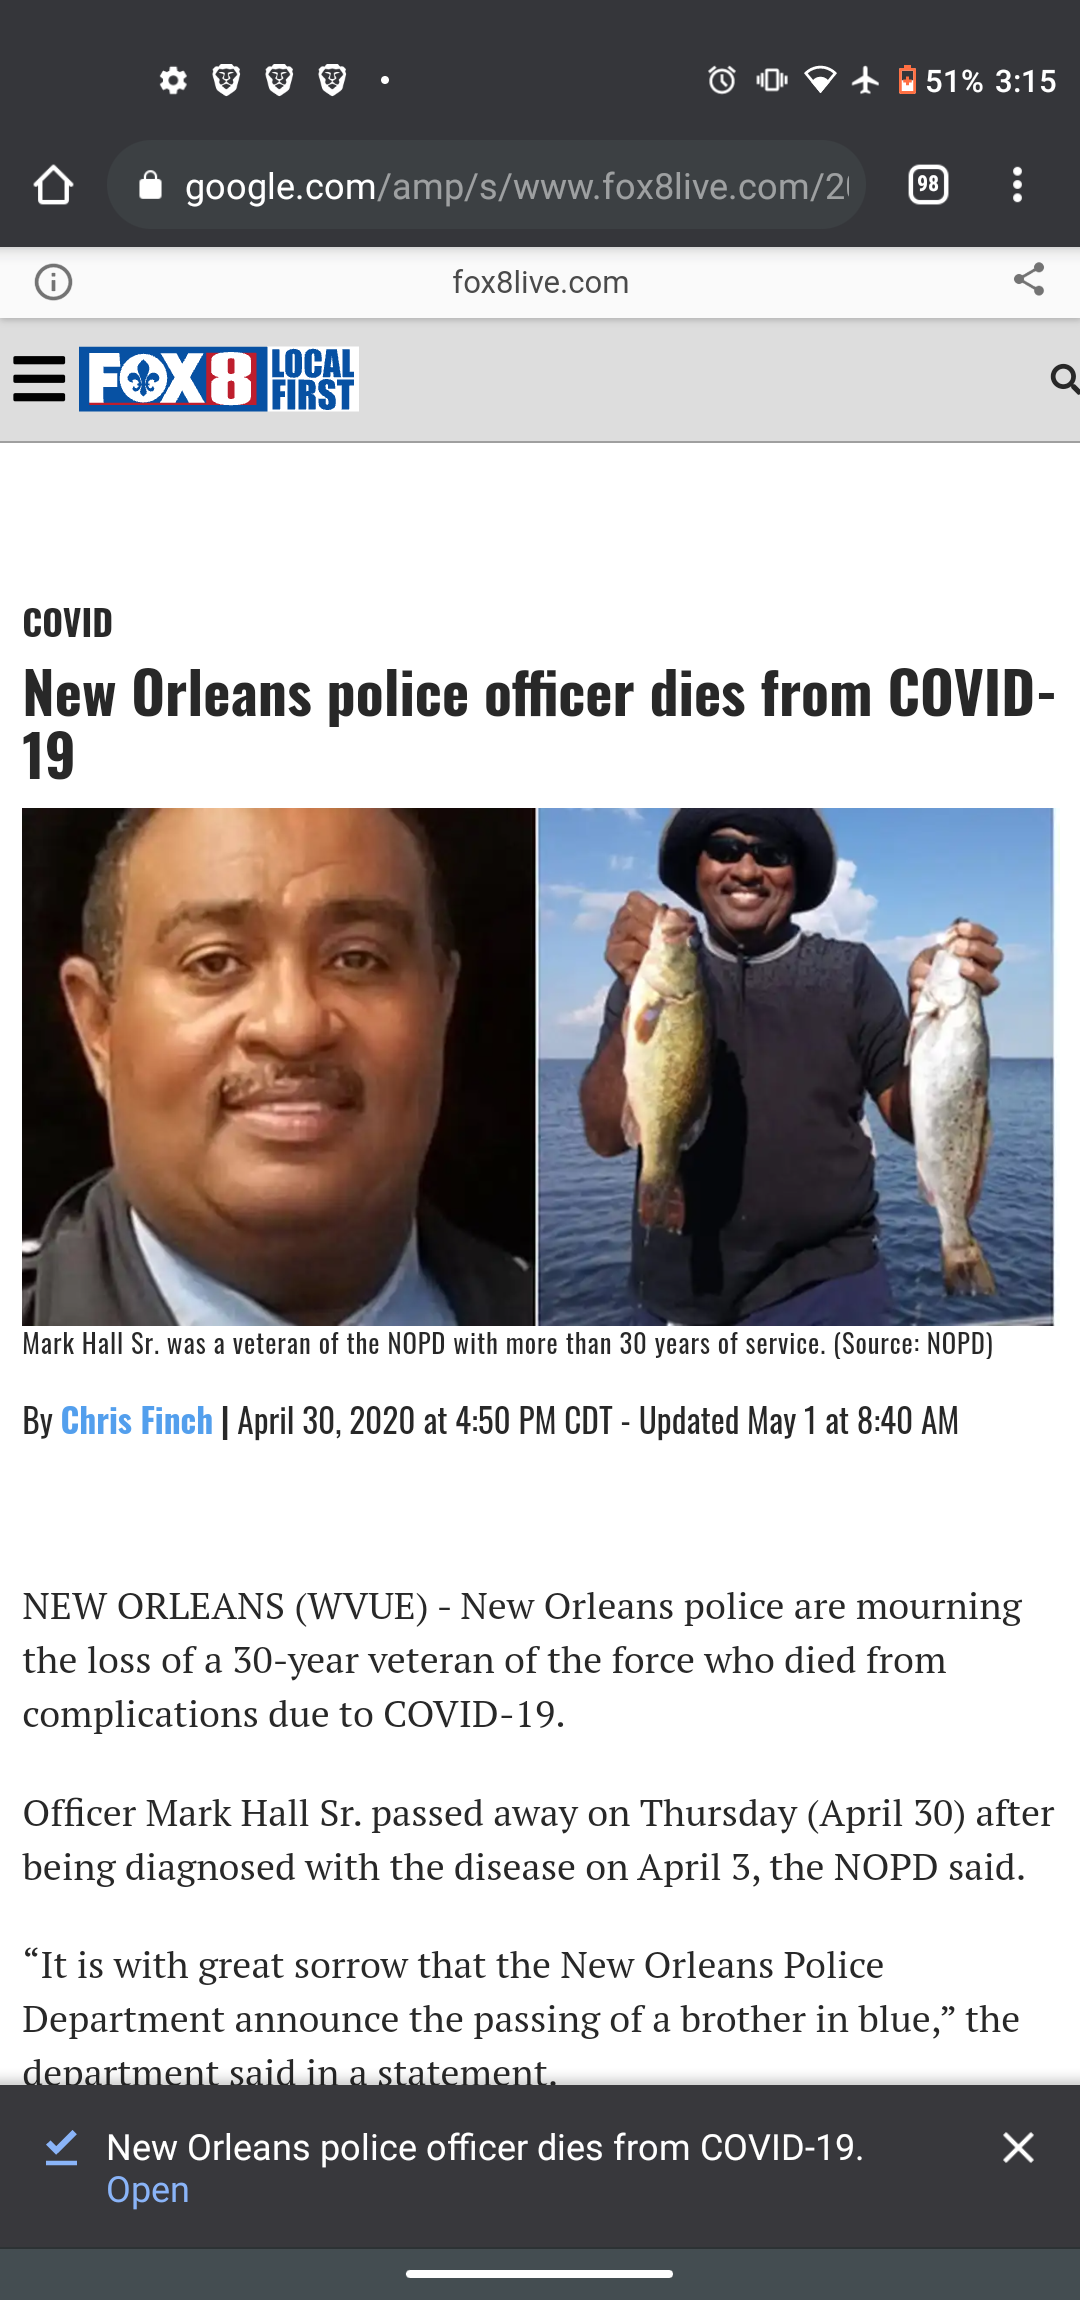 51% 3:15
google.com/amp/s/www.fox8live.com/2
98
fox8live.com
FOX8 LOCAL
FIRST
COVID
New Orleans police officer dies from COVID-
19
Mark Hall Sr. was a veteran of the NOPD with more than 30 years of service. (Source: NOPD)
By Chris Finch | April 30, 2020 at 4:50 PM CDT - Updated May 1 at 8:40 AM
NEW ORLEANS (WVUE) - New Orleans police are mourning
the loss of a 30-year veteran of the force who died from
complications due to COVID-19.
Officer Mark Hall Sr. passed away on Thursday (April 30) after
being diagnosed with the disease on April 3, the NOPD said.
“It is with great sorrow that the New Orleans Police
Department announce the passing of a brother in blue,” the
department said in a statement.
New Orleans police officer dies from COVID-19.
Open